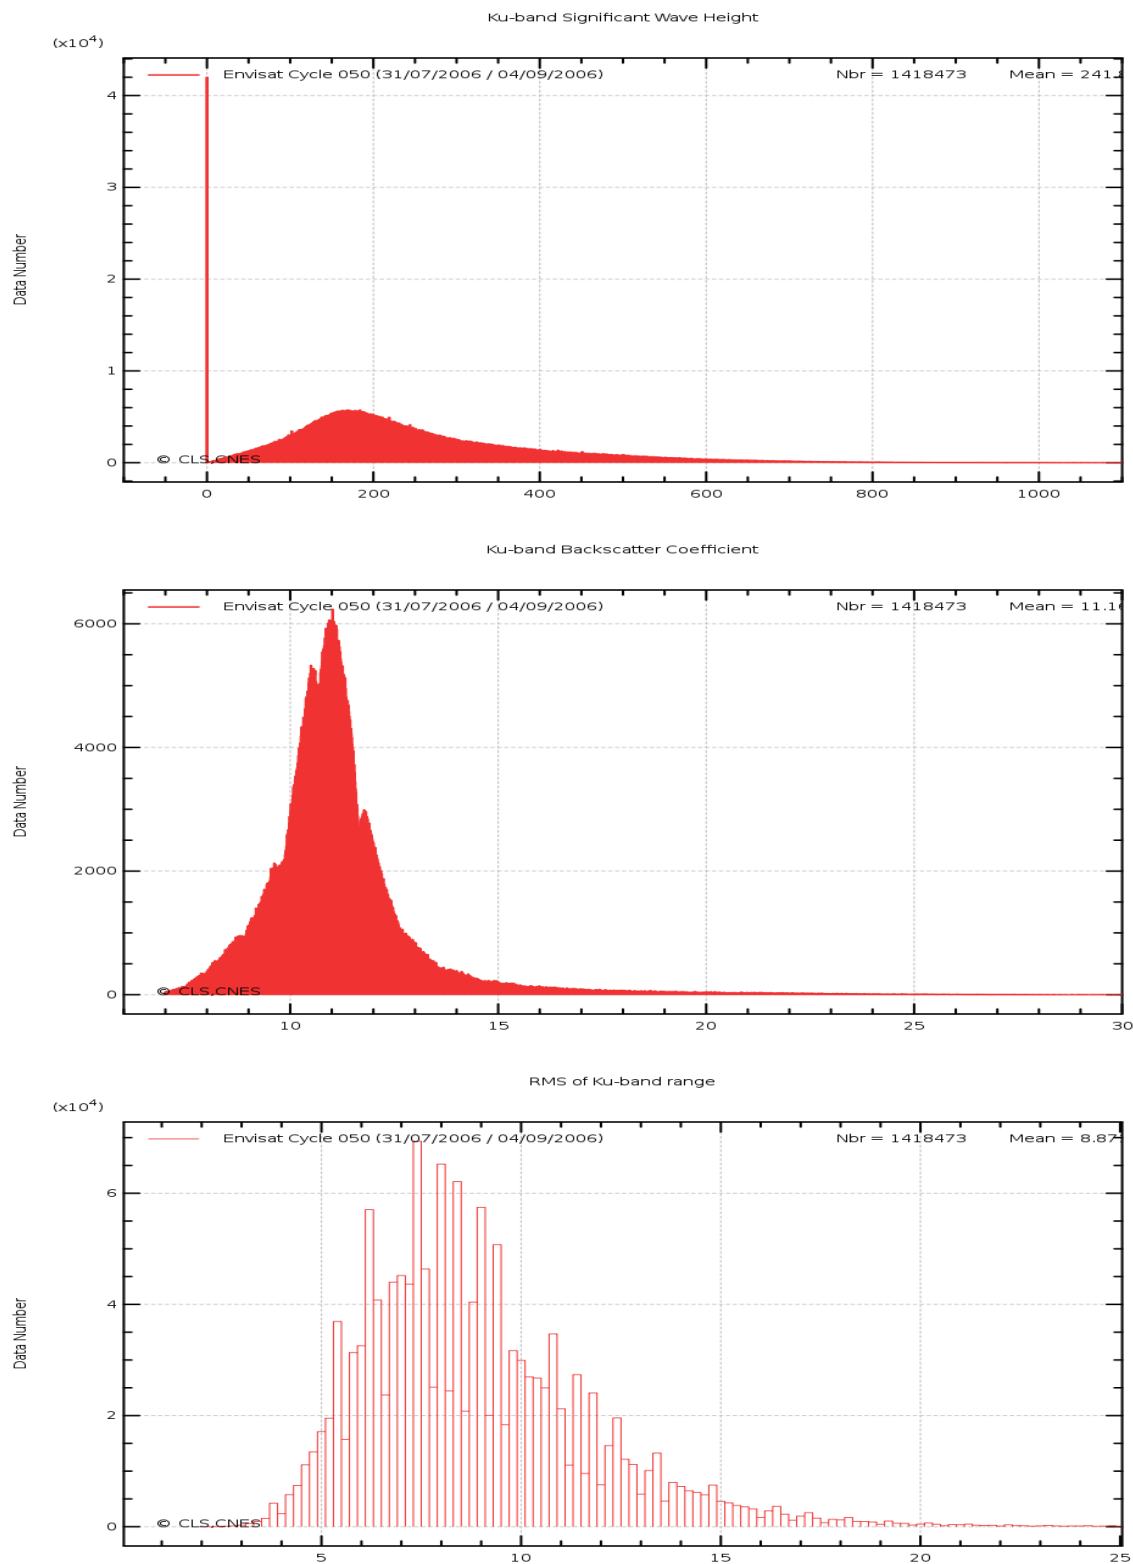 Ku-band Significant Wave Height
(x10⁴)
Envisat Cycle 050 (31/07/2006 / 04/09/2006) Nbr = 1418473 Mean = 241.
4
3
2
1
0
Data Number
© CLS,CNES
0 200 400 600 800 1000
Ku-band Backscatter Coefficient
Envisat Cycle 050 (31/07/2006 / 04/09/2006) Nbr = 1418473 Mean = 11.1
6000
4000
2000
0
Data Number
© CLS,CNES
10 15 20 25 30
RMS of Ku-band range
(x10⁴)
Envisat Cycle 050 (31/07/2006 / 04/09/2006) Nbr = 1418473 Mean = 8.87
6
4
2
0
Data Number
© CLS,CNES
5 10 15 20 25